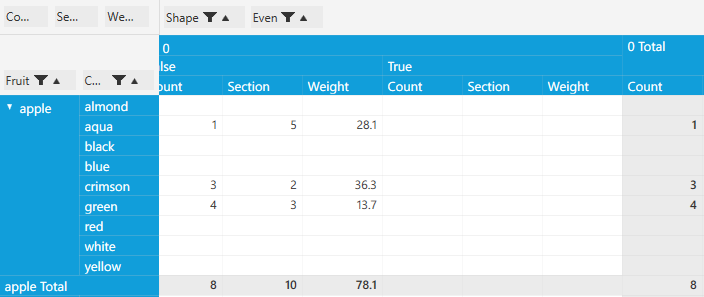 Co... Se... We... Shape Even
0 0 Total
lse True
Fruit C... ount Section Weight Count Section Weight Count
apple almond
aqua 1 5 28.1 1
black
blue
crimson 3 2 36.3 3
green 4 3 13.7 4
red
white
yellow
apple Total 8 10 78.1 8